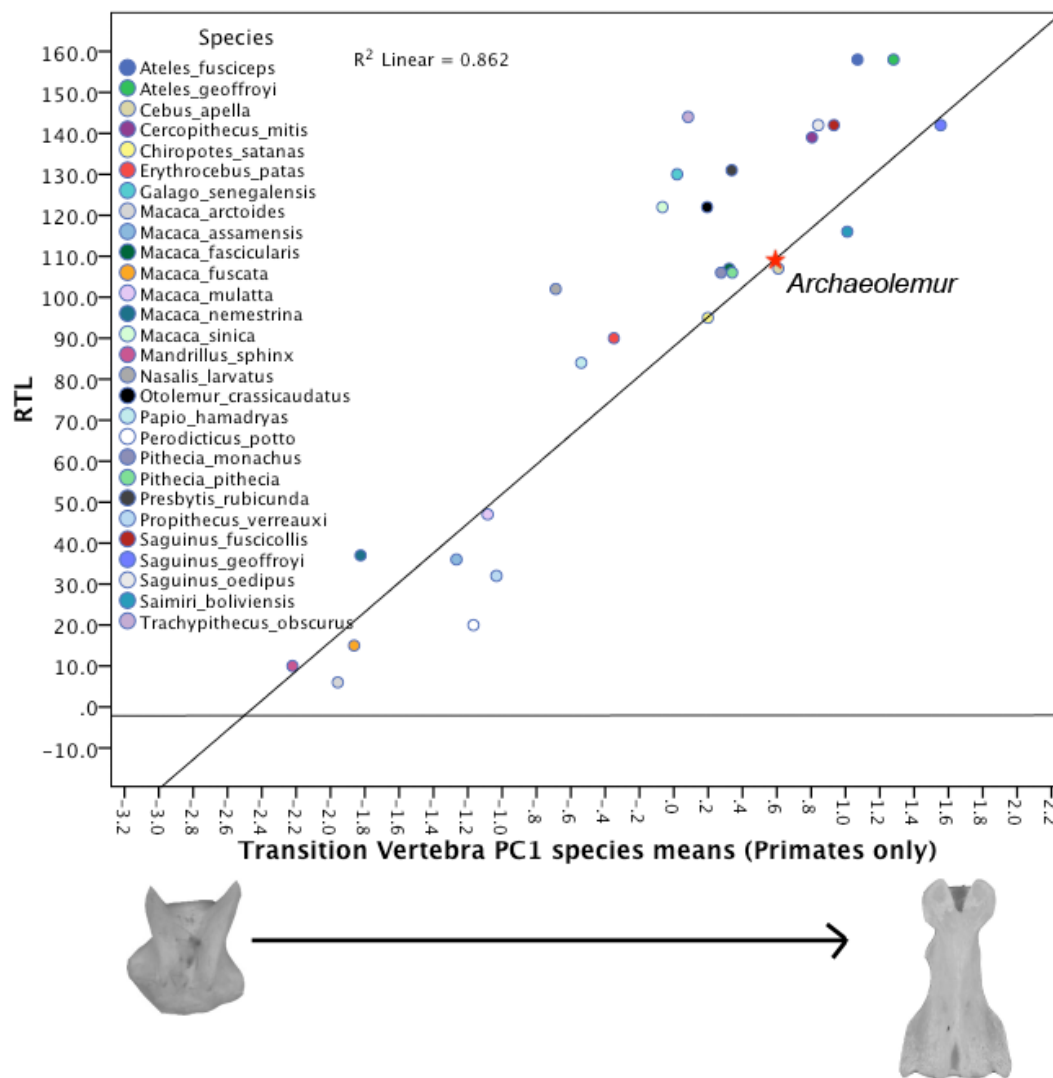 Species
R² Linear = 0.862
Ateles_fusciceps
Ateles_geoffroyi
Cebus_apella
Cercopithecus_mitis
Chiropotes_satanas
Erythrocebus_patas
Galago_senegalensis
Macaca_arctoides
Macaca_assamensis
Macaca_fascicularis
Macaca_fuscata
Macaca_mulatta
Macaca_nemestrina
Macaca_sinica
Mandrillus_sphinx
Nasalis_larvatus
Otolemur_crassicaudatus
Papio_hamadryas
Perodicticus_potto
Pithecia_monachus
Pithecia_pithecia
Presbytis_rubicunda
Propithecus_verreauxi
Saguinus_fuscicollis
Saguinus_geoffroyi
Saguinus_oedipus
Saimiri_boliviensis
Trachypithecus_obscurus
Archaeolemur
RTL
160.0
150.0
140.0
130.0
120.0
110.0
100.0
90.0
80.0
70.0
60.0
50.0
40.0
30.0
20.0
10.0
.0
-10.0
-3.2
-3.0
-2.8
-2.6
-2.4
-2.2
-2.0
-1.8
-1.6
-1.4
-1.2
-1.0
-.8
-.6
-.4
-.2
.0
.2
.4
.6
.8
1.0
1.2
1.4
1.6
1.8
2.0
2.2
Transition Vertebra PC1 species means (Primates only)